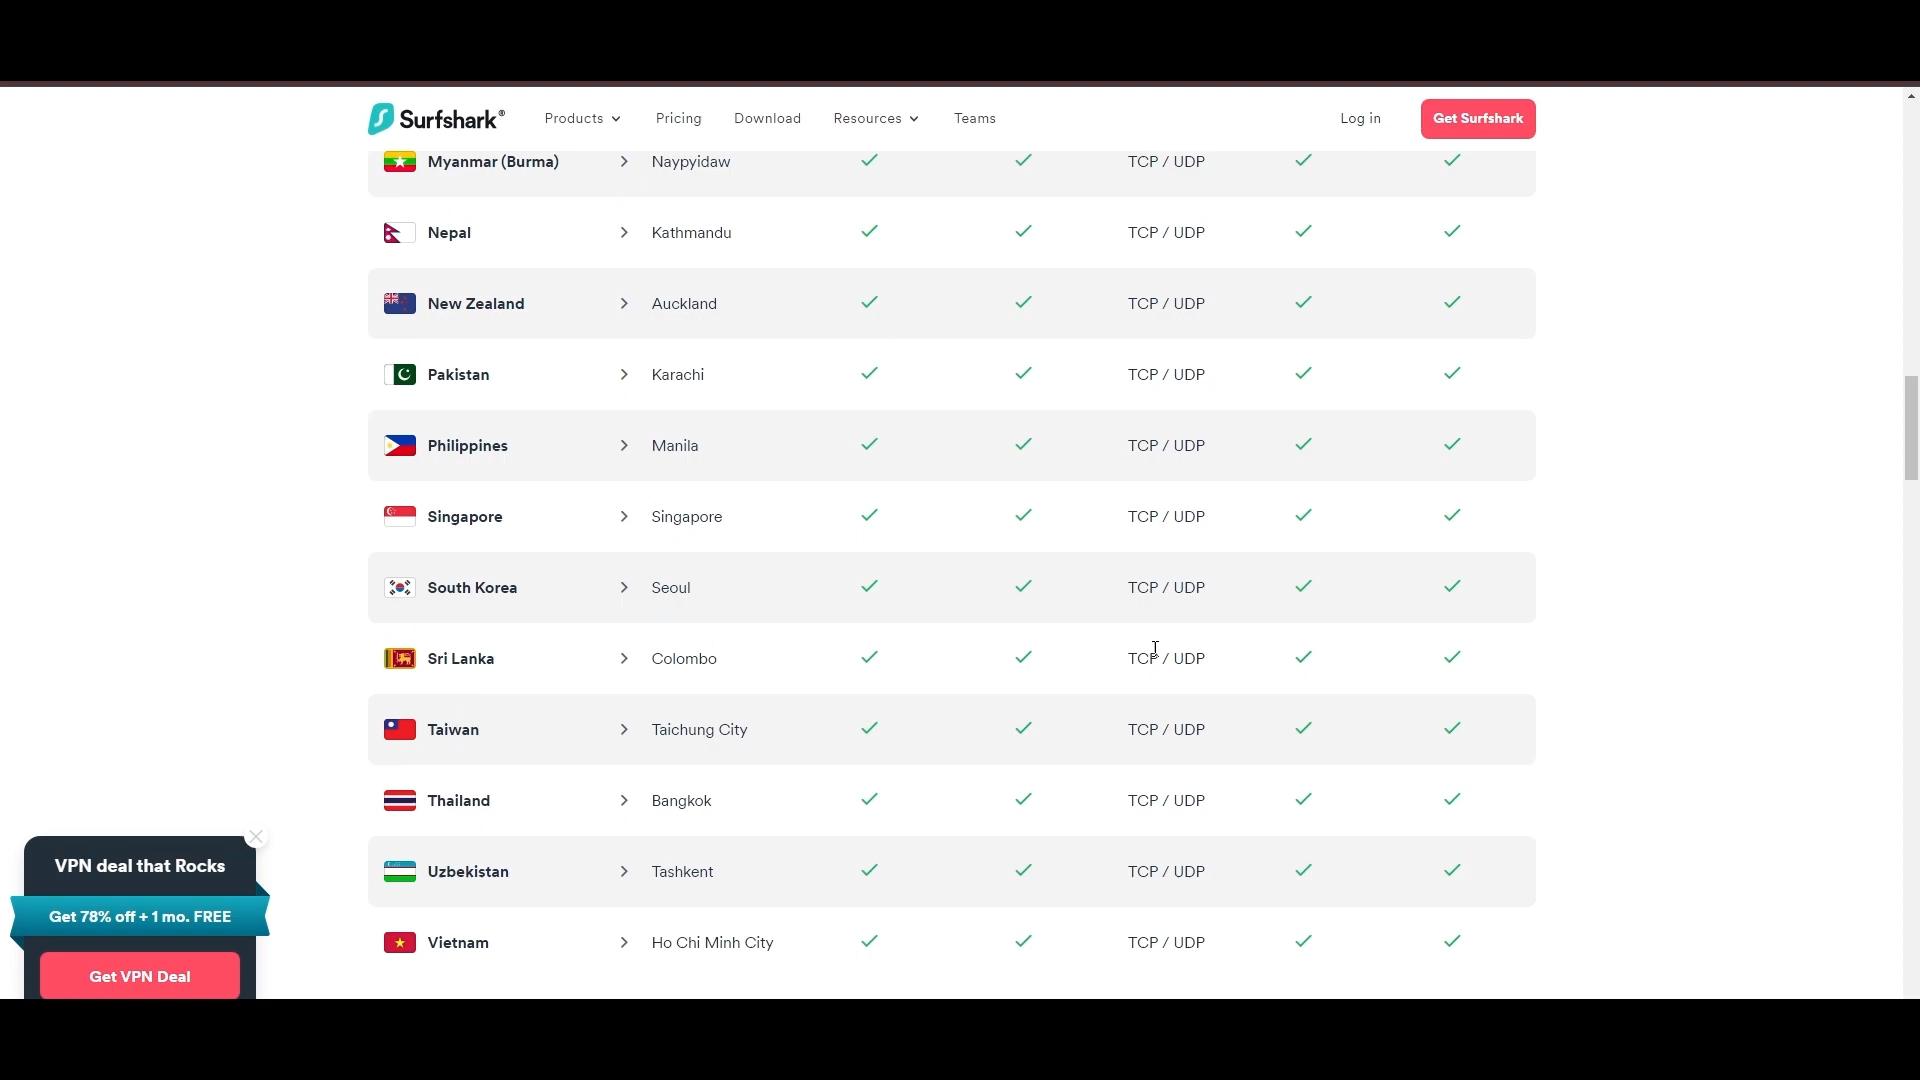 Surfshark®
Products
Pricing
Download
Resources
Teams
Log in
Get Surfshark
Myanmar (Burma) Naypyidaw TCP / UDP
Nepal Kathmandu TCP / UDP
New Zealand Auckland TCP / UDP
Pakistan Karachi TCP / UDP
Philippines Manila TCP / UDP
Singapore Singapore TCP / UDP
South Korea Seoul TCP / UDP
Sri Lanka Colombo TCP / UDP
Taiwan Taichung City TCP / UDP
Thailand Bangkok TCP / UDP
Uzbekistan Tashkent TCP / UDP
Vietnam Ho Chi Minh City TCP / UDP
VPN deal that Rocks
Get 78% off + 1 mo. FREE
Get VPN Deal